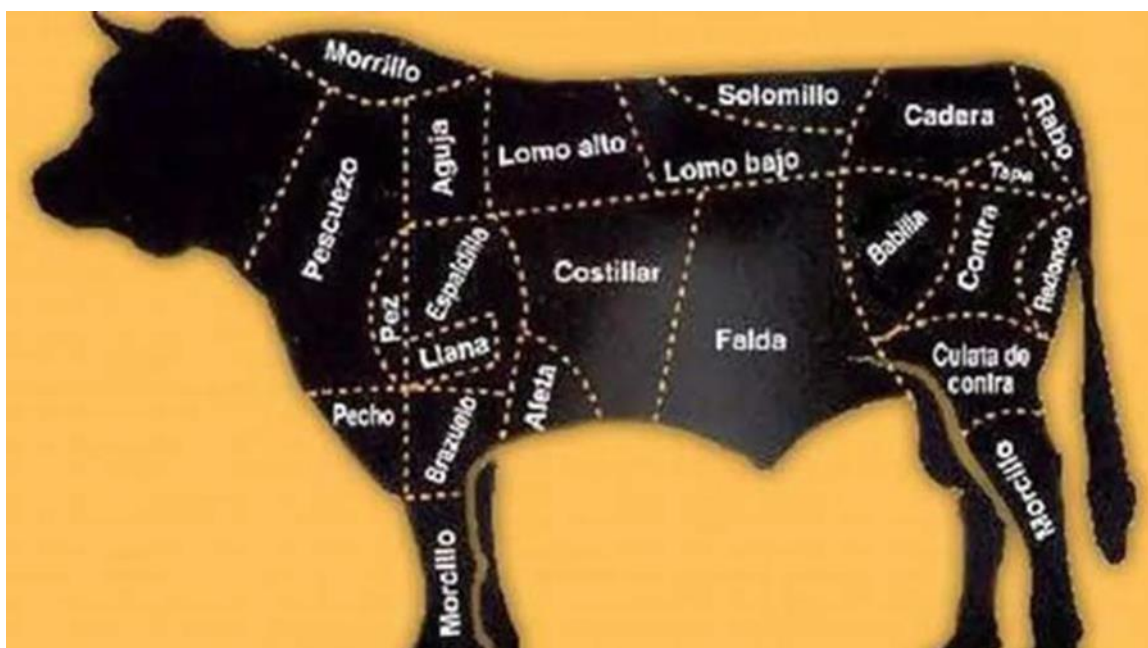 Morrillo
Solomillo
Cadera
Rabo
Aguja
Lomo alto
Lomo bajo
Tapa
Pescuezo
Espaldilla
Costillar
Babilla
Contra
Redondo
Pez
Llana
Falda
Culata de
contra
Aleta
Pecho
Brazuelo
Morcillo
Morcillo